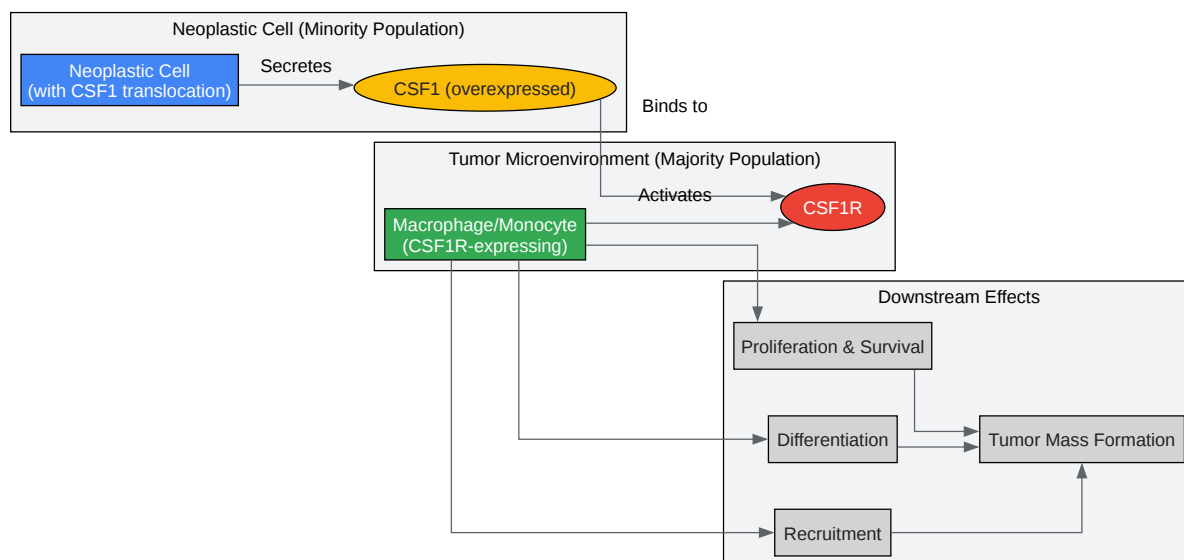 Neoplastic Cell (Minority Population)
Neoplastic Cell
(with CSF1 translocation)
Secretes
CSF1 (overexpressed)
Binds to
Tumor Microenvironment (Majority Population)
Activates
CSF1R
Macrophage/Monocyte
(CSF1R-expressing)
Downstream Effects
Proliferation & Survival
Differentiation
Tumor Mass Formation
Recruitment